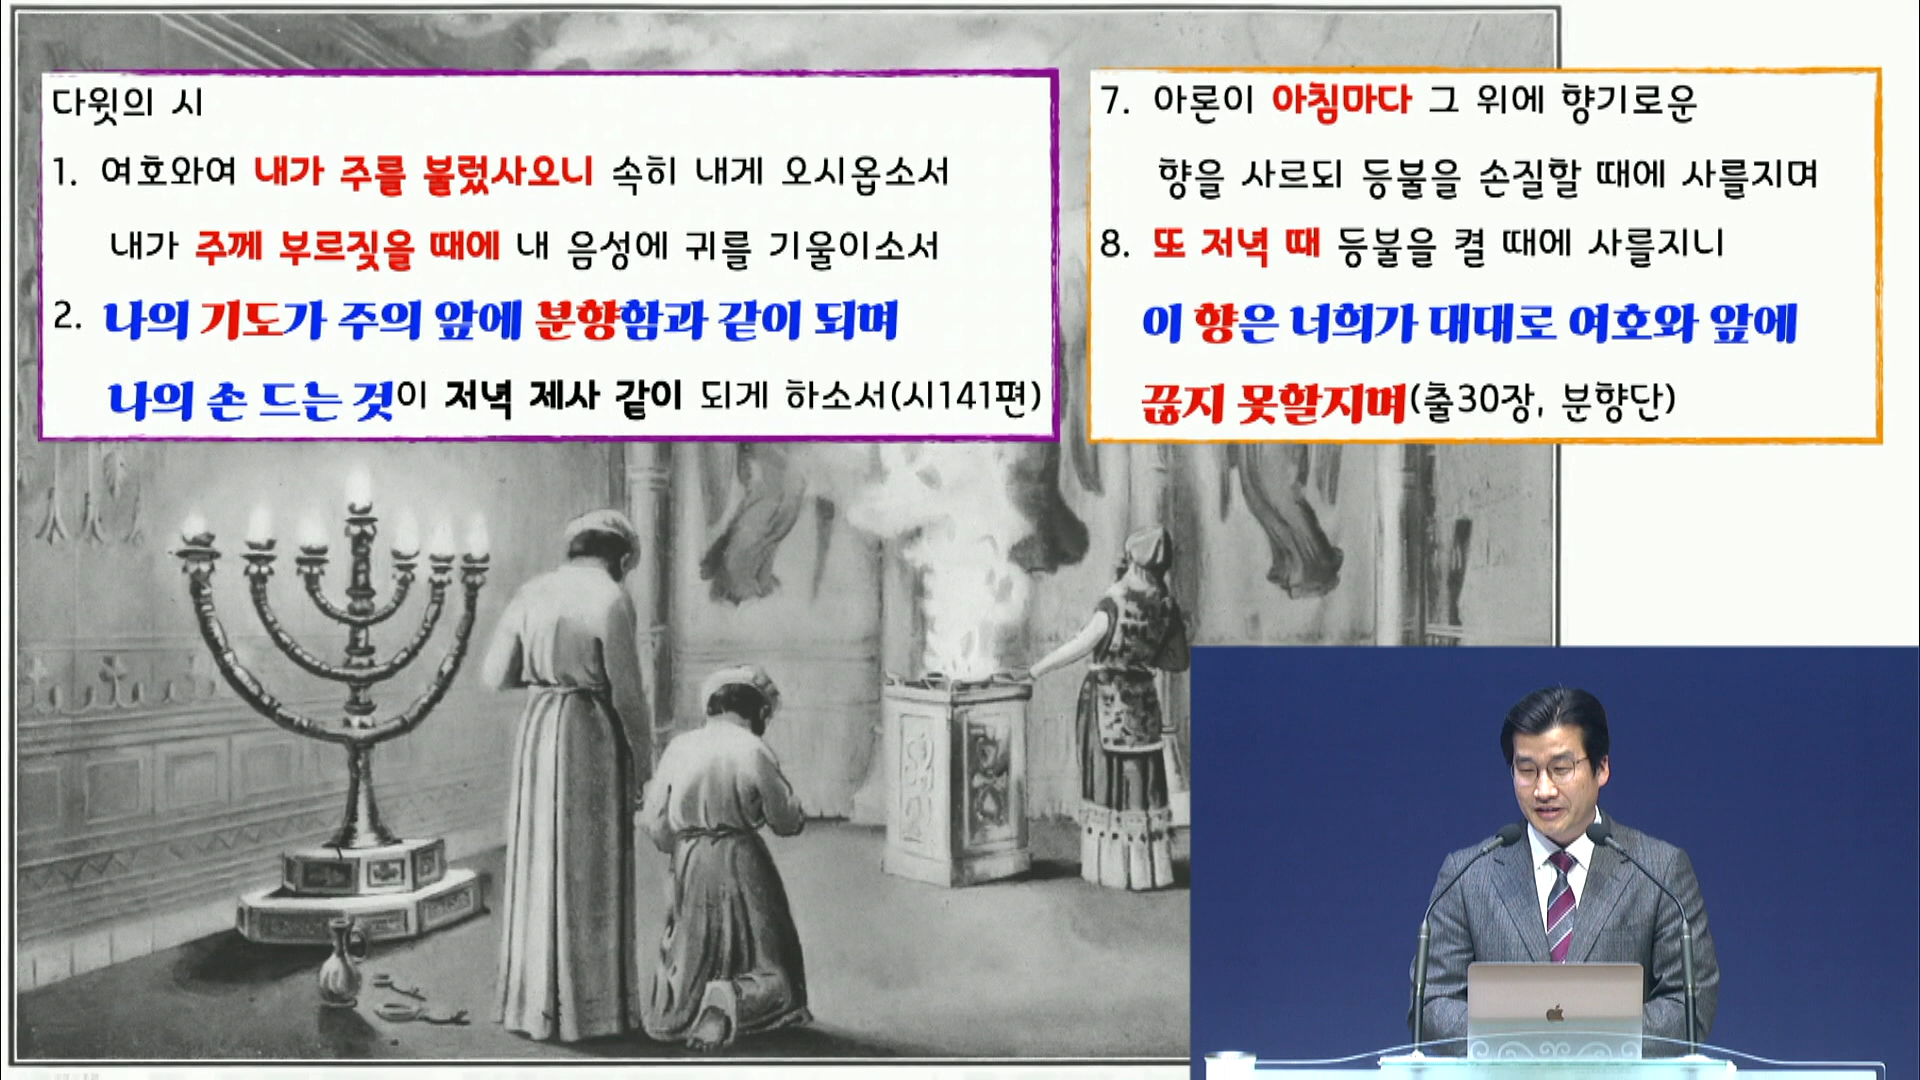 다윗의 시
1. 여호와여 내가 주를 불렀사오니 속히 내게 오시옵소서
내가 주께 부르짖을 때에 내 음성에 귀를 기울이소서
2. 나의 기도가 주의 앞에 분향함과 같이 되며
나의 손 드는 것이 저녁 제사 같이 되게 하소서(시141편)
7. 아론이 아침마다 그 위에 향기로운
향을 사르되 등불을 손질할 때에 사를지며
8. 또 저녁 때 등불을 켤 때에 사를지니
이 향은 너희가 대대로 여호와 앞에
끊지 못할지며(출30장, 분향단)